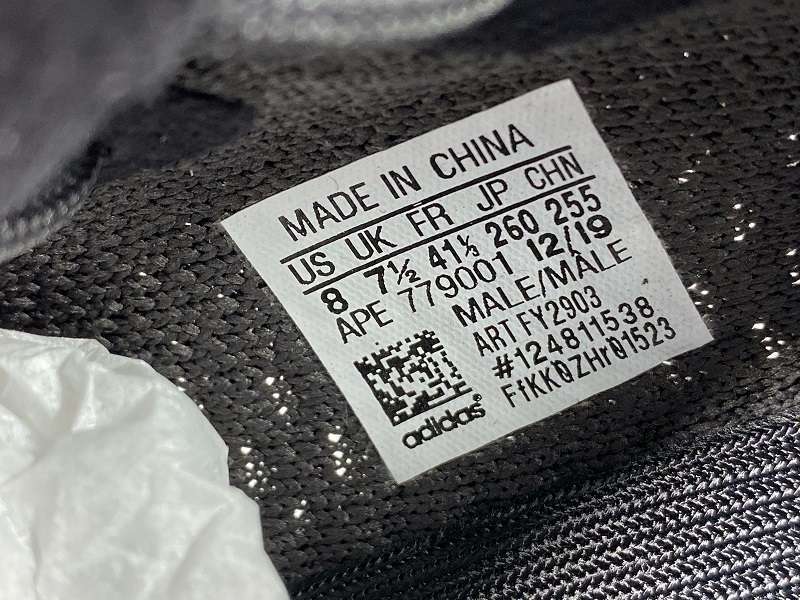 MADE IN CHINA
US UK FR JP CHN
8 7½ 41⅓ 260 255
APE 779001 12/19
MALE/MÂLE
ART FY2903
#124811538
FfKK0ZHr01523
adidas®